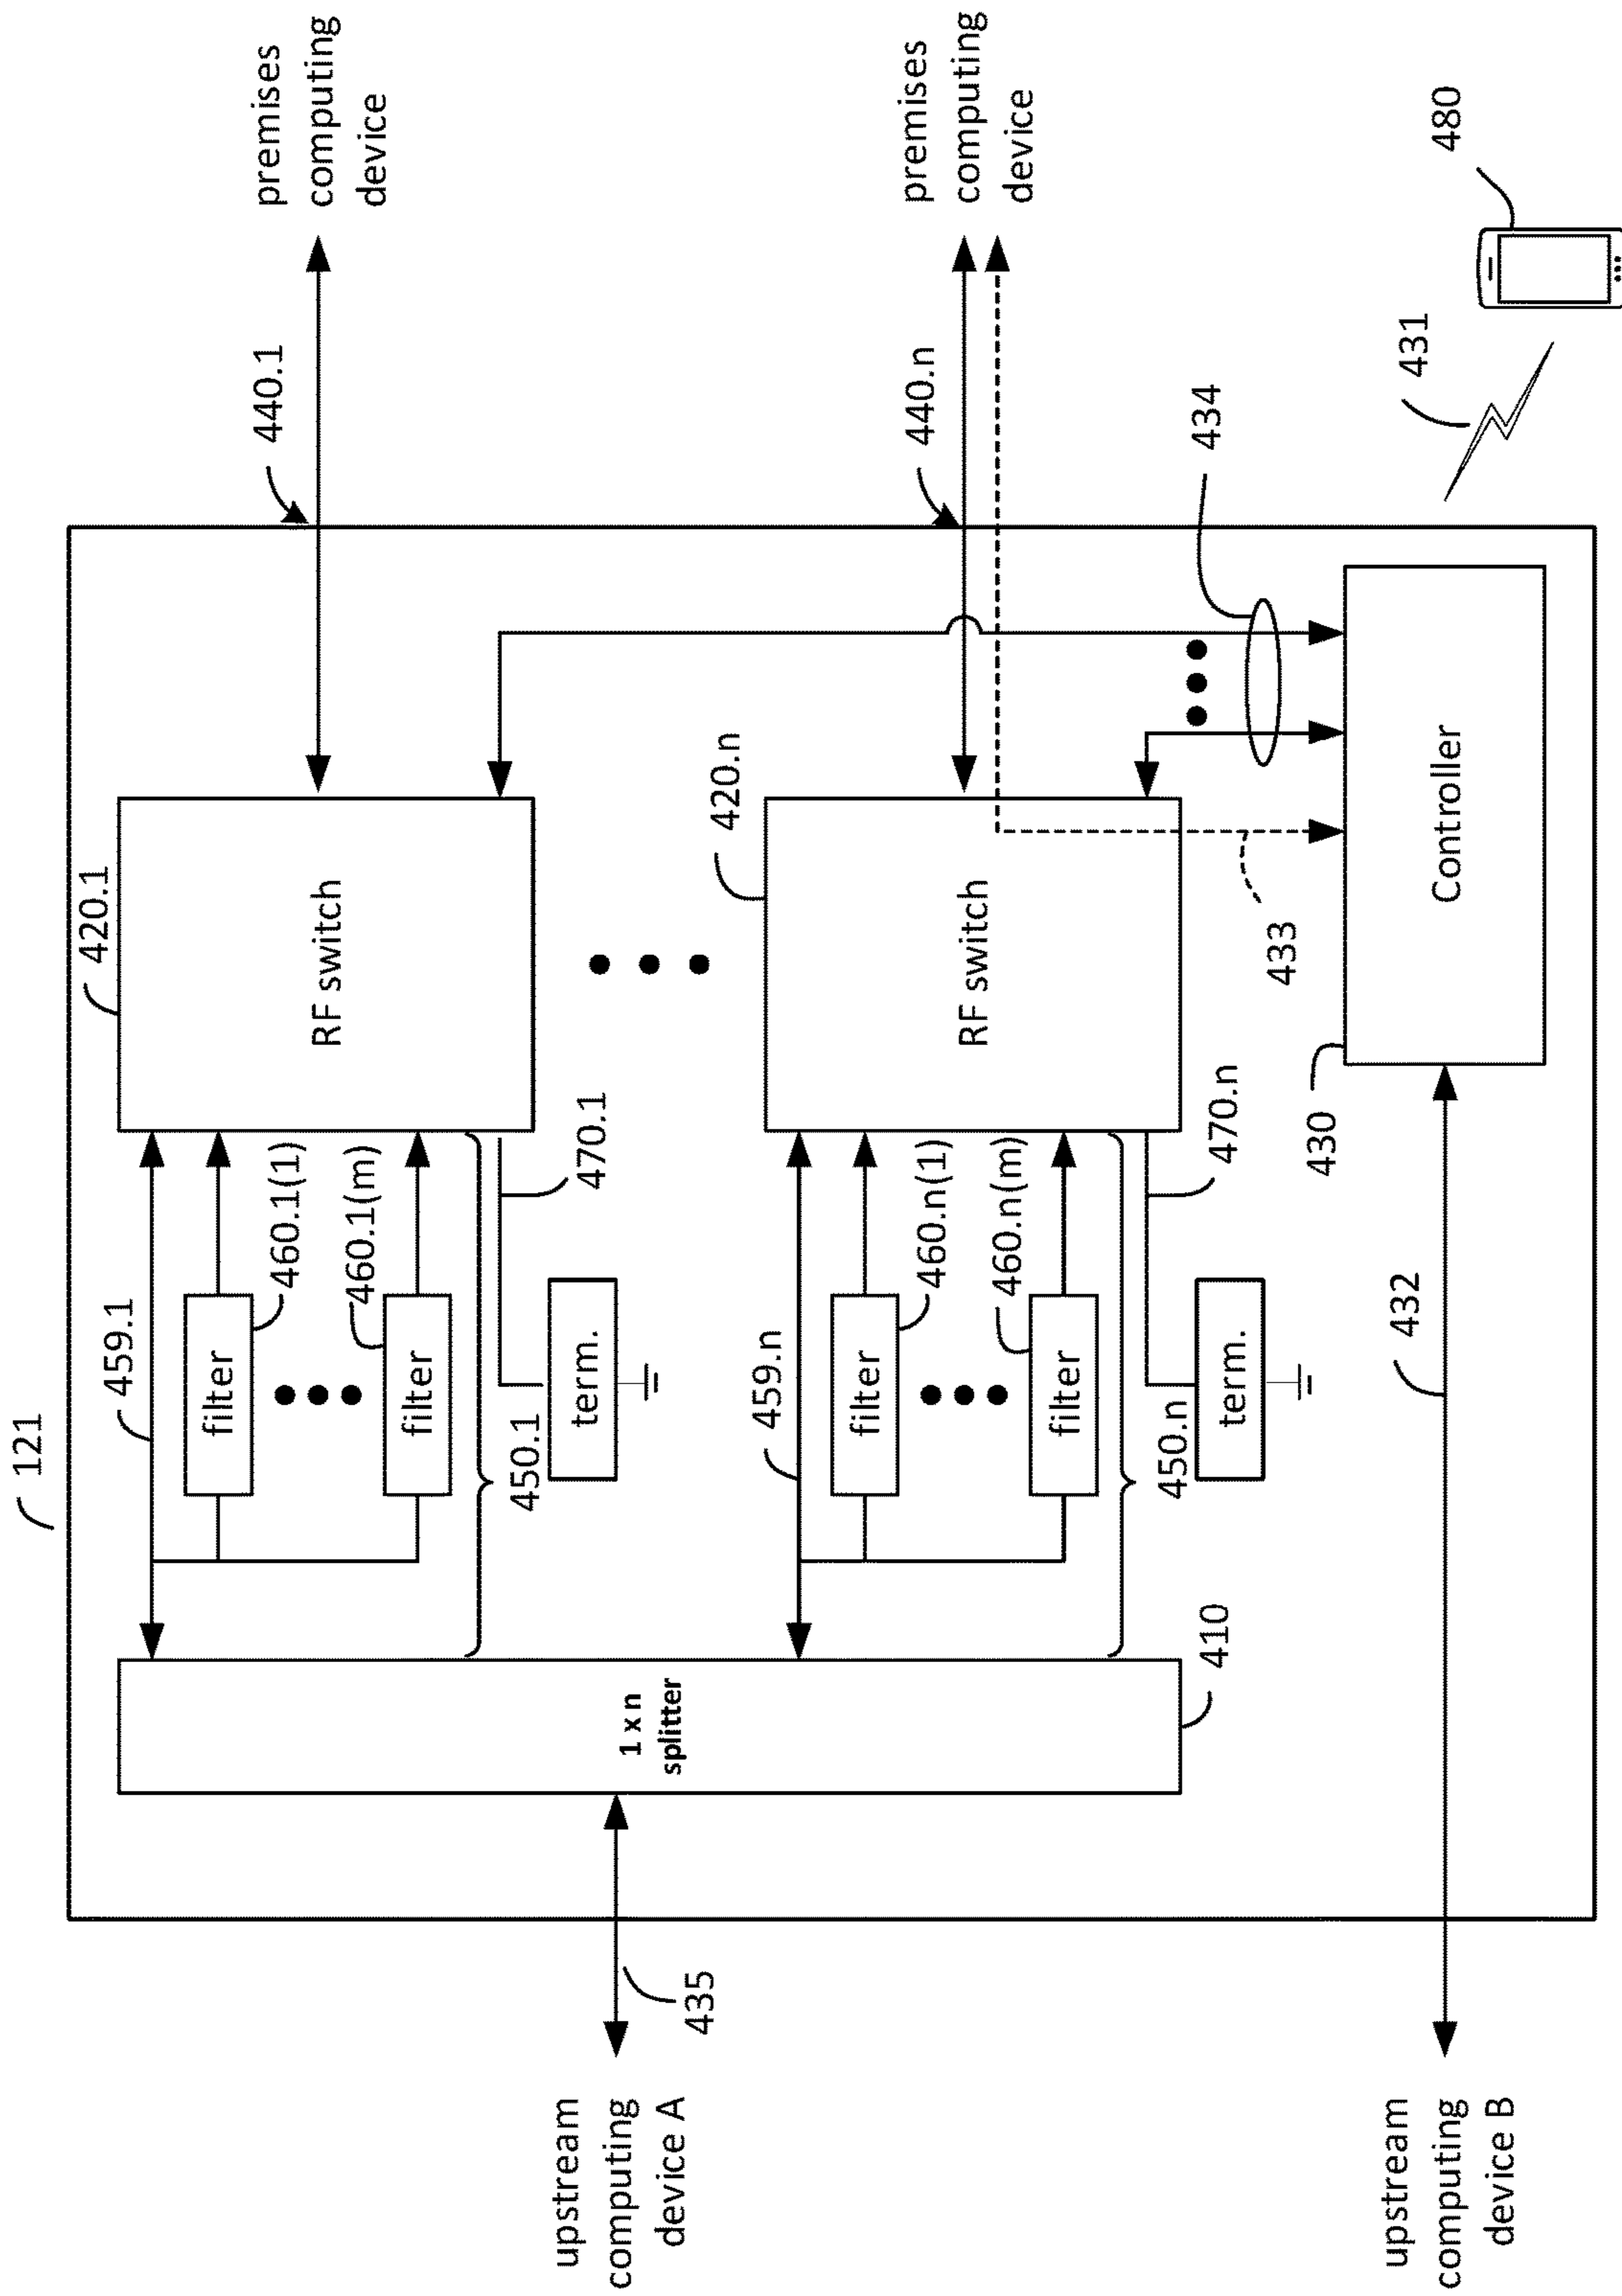 121
459.1
420.1
filter
460.1(1)
filter
460.1(m)
RF switch
440.1
premises
computing
device
450.1
470.1
term.
1 x n
splitter
upstream
computing
device A
435
459.n
420.n
filter
460.n(1)
filter
460.n(m)
RF switch
440.n
premises
computing
device
450.n
470.n
term.
410
433
434
432
430
Controller
431
480
upstream
computing
device B